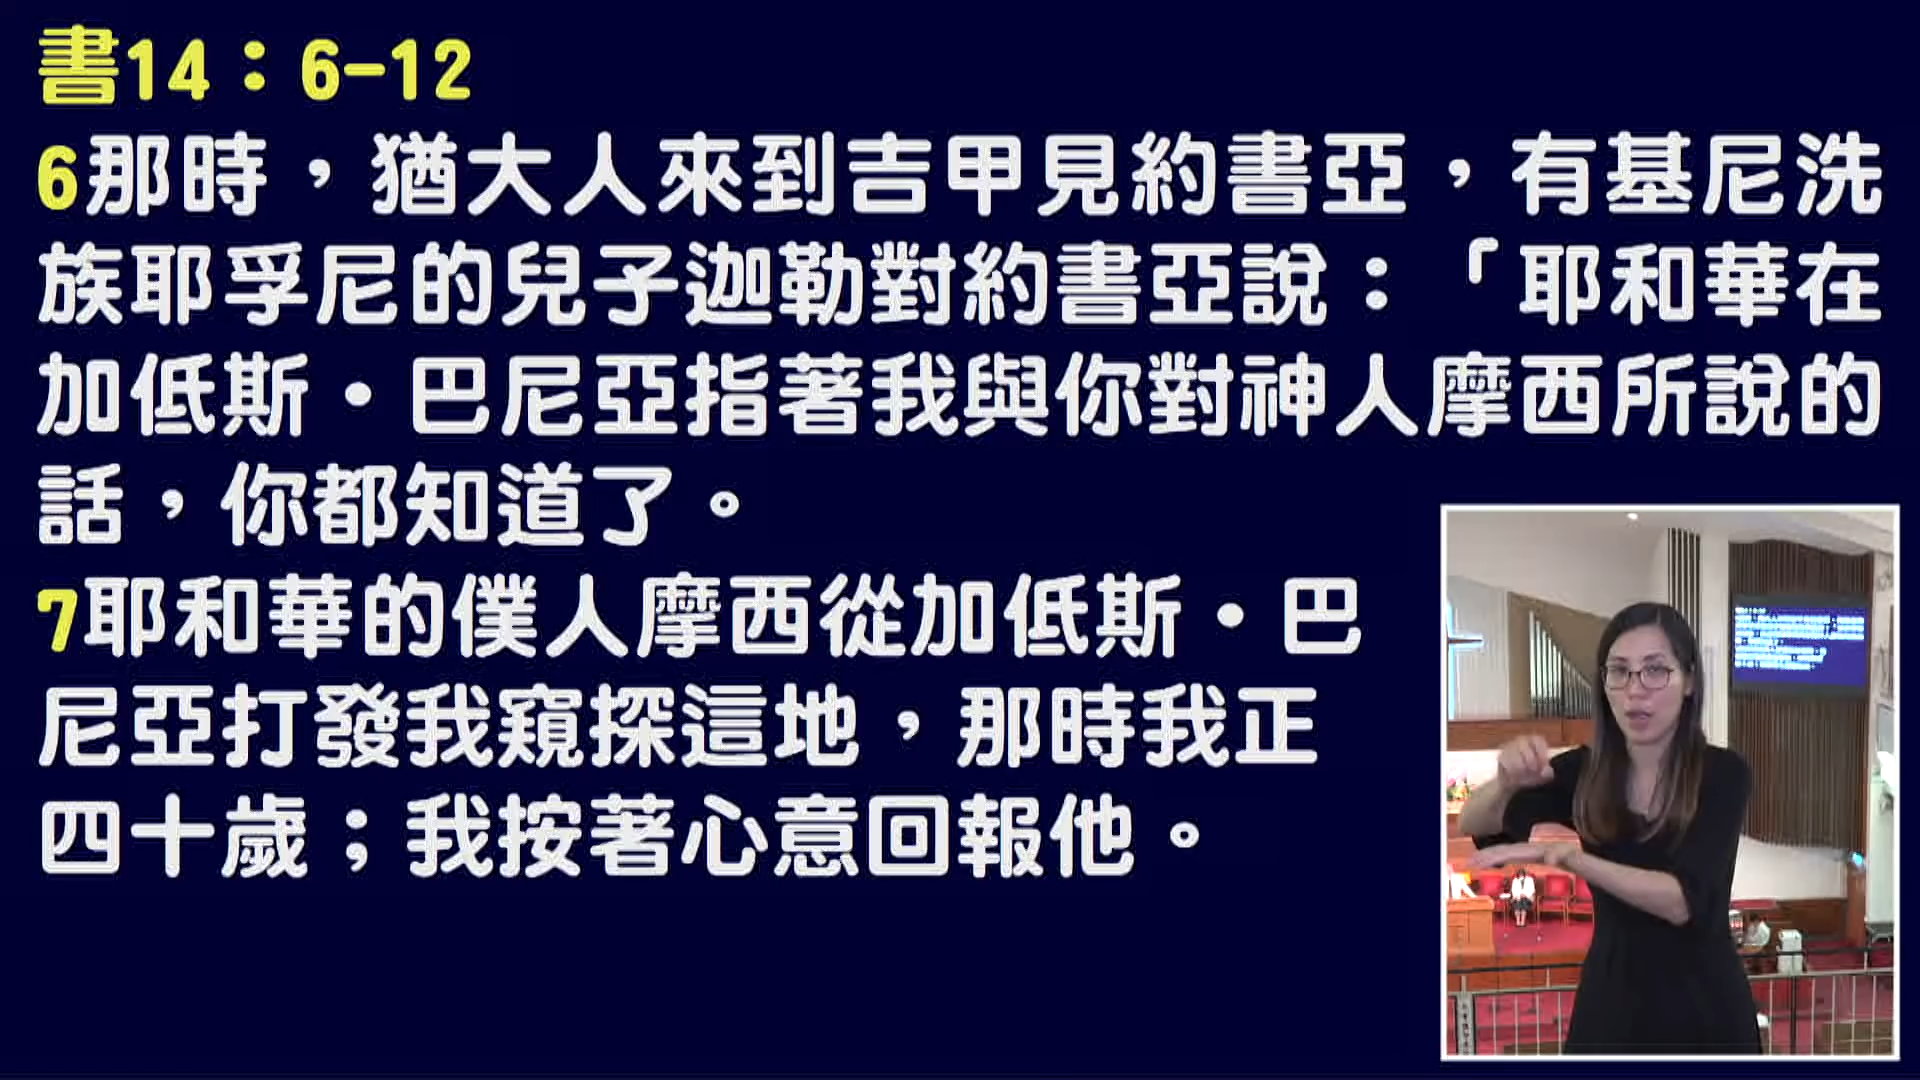 書14：6-12
6那時，猶大人來到吉甲見約書亞，有基尼洗
族耶孚尼的兒子迦勒對約書亞說：「耶和華在
加低斯•巴尼亞指著我與你對神人摩西所說的
話，你都知道了。
7耶和華的僕人摩西從加低斯•巴
尼亞打發我窺探這地，那時我正
四十歲；我按著心意回報他。